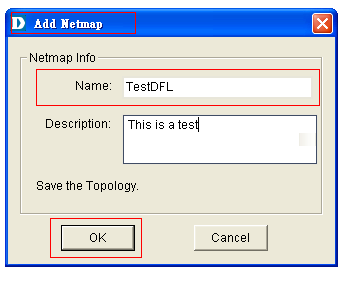 D Add Netmap
Netmap Info
Name: TestDFL
Description: This is a test
Save the Topology.
OK Cancel